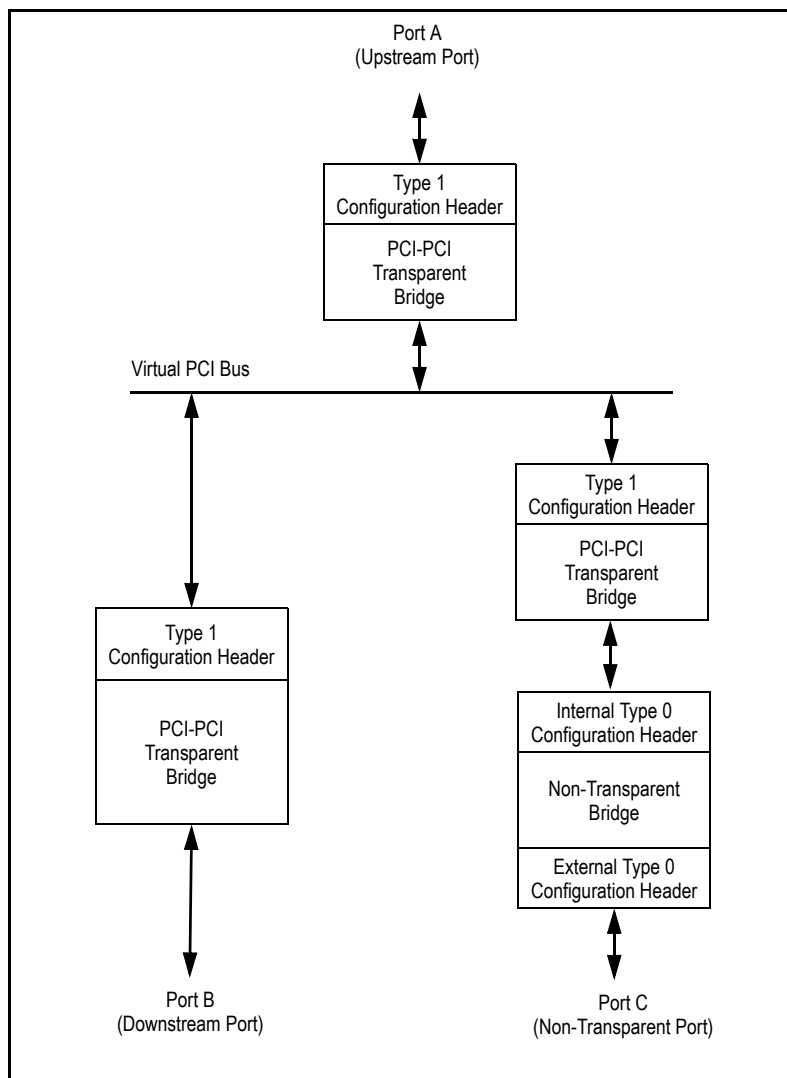 Port A
(Upstream Port)
Type 1
Configuration Header
PCI-PCI
Transparent
Bridge
Virtual PCI Bus
Type 1
Configuration Header
PCI-PCI
Transparent
Bridge
Type 1
Configuration Header
PCI-PCI
Transparent
Bridge
Internal Type 0
Configuration Header
Non-Transparent
Bridge
External Type 0
Configuration Header
Port B
(Downstream Port)
Port C
(Non-Transparent Port)